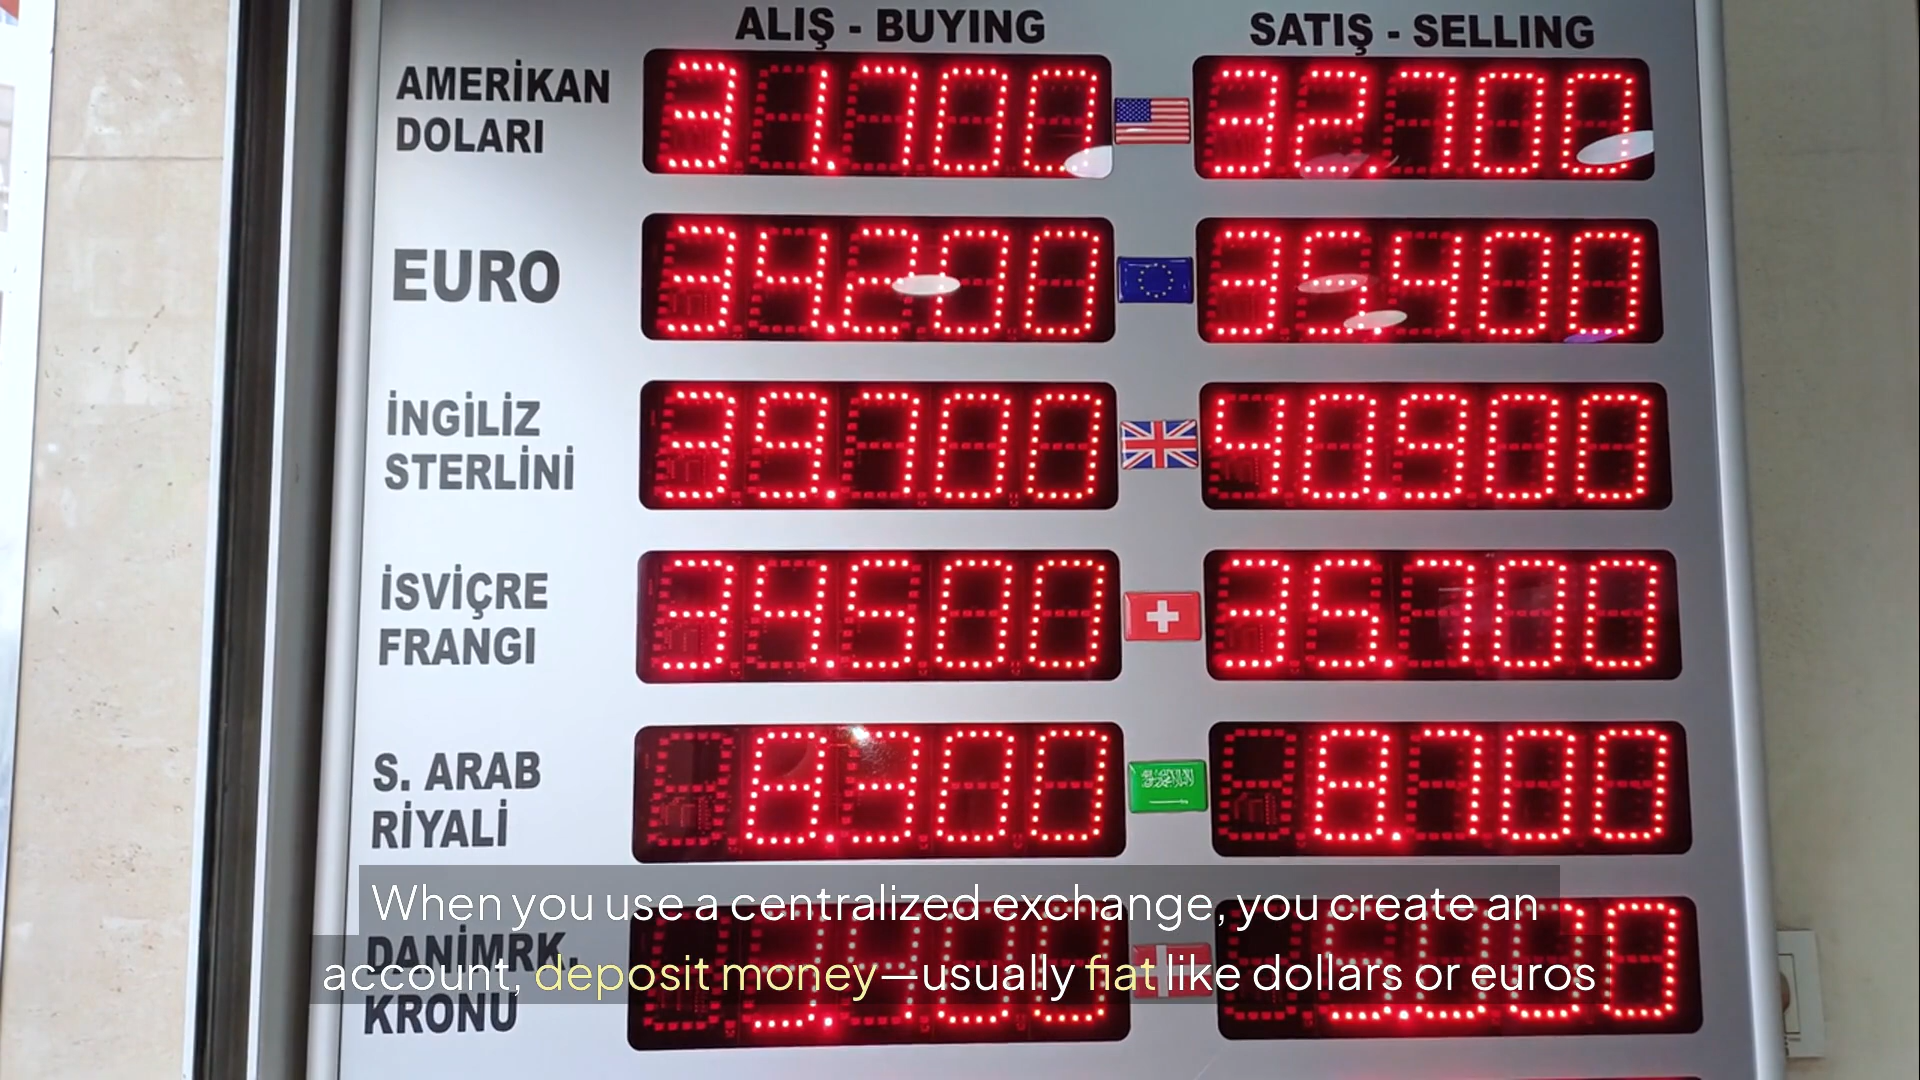 ALIŞ - BUYING SATIŞ - SELLING
AMERİKAN
DOLARI
31.700 32.700
EURO
34.200 35.400
İNGİLİZ
STERLİNİ
39.700 40.900
İSVİÇRE
FRANGI
34.500 35.700
S. ARAB
RİYALİ
8.300 8.700
DANİMRK.
KRONU
When you use a centralized exchange, you create an
account, deposit money—usually fiat like dollars or euros